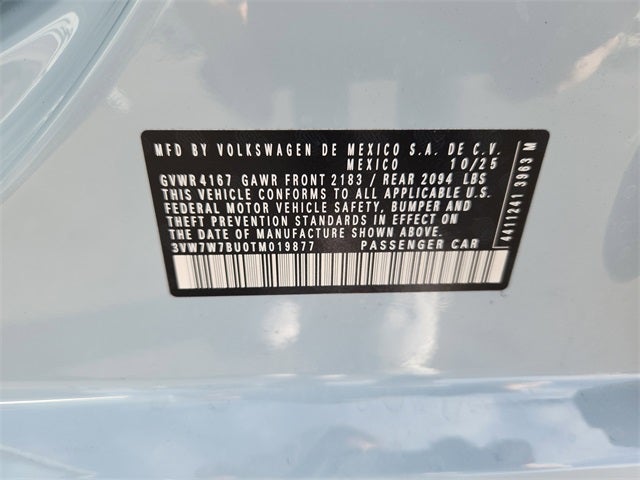 MFD BY VOLKSWAGEN DE MEXICO S.A. DE C.V.
MEXICO 10/25
GVWR 4167 GAWR FRONT 2183 / REAR 2094 LBS
THIS VEHICLE CONFORMS TO ALL APPLICABLE U.S.
FEDERAL MOTOR VEHICLE SAFETY, BUMPER AND
THEFT PREVENTION STANDARDS IN EFFECT ON
THE DATE OF MANUFACTURE SHOWN ABOVE.
3VW7W7BU0TM019877 PASSENGER CAR
4411241 3963 M